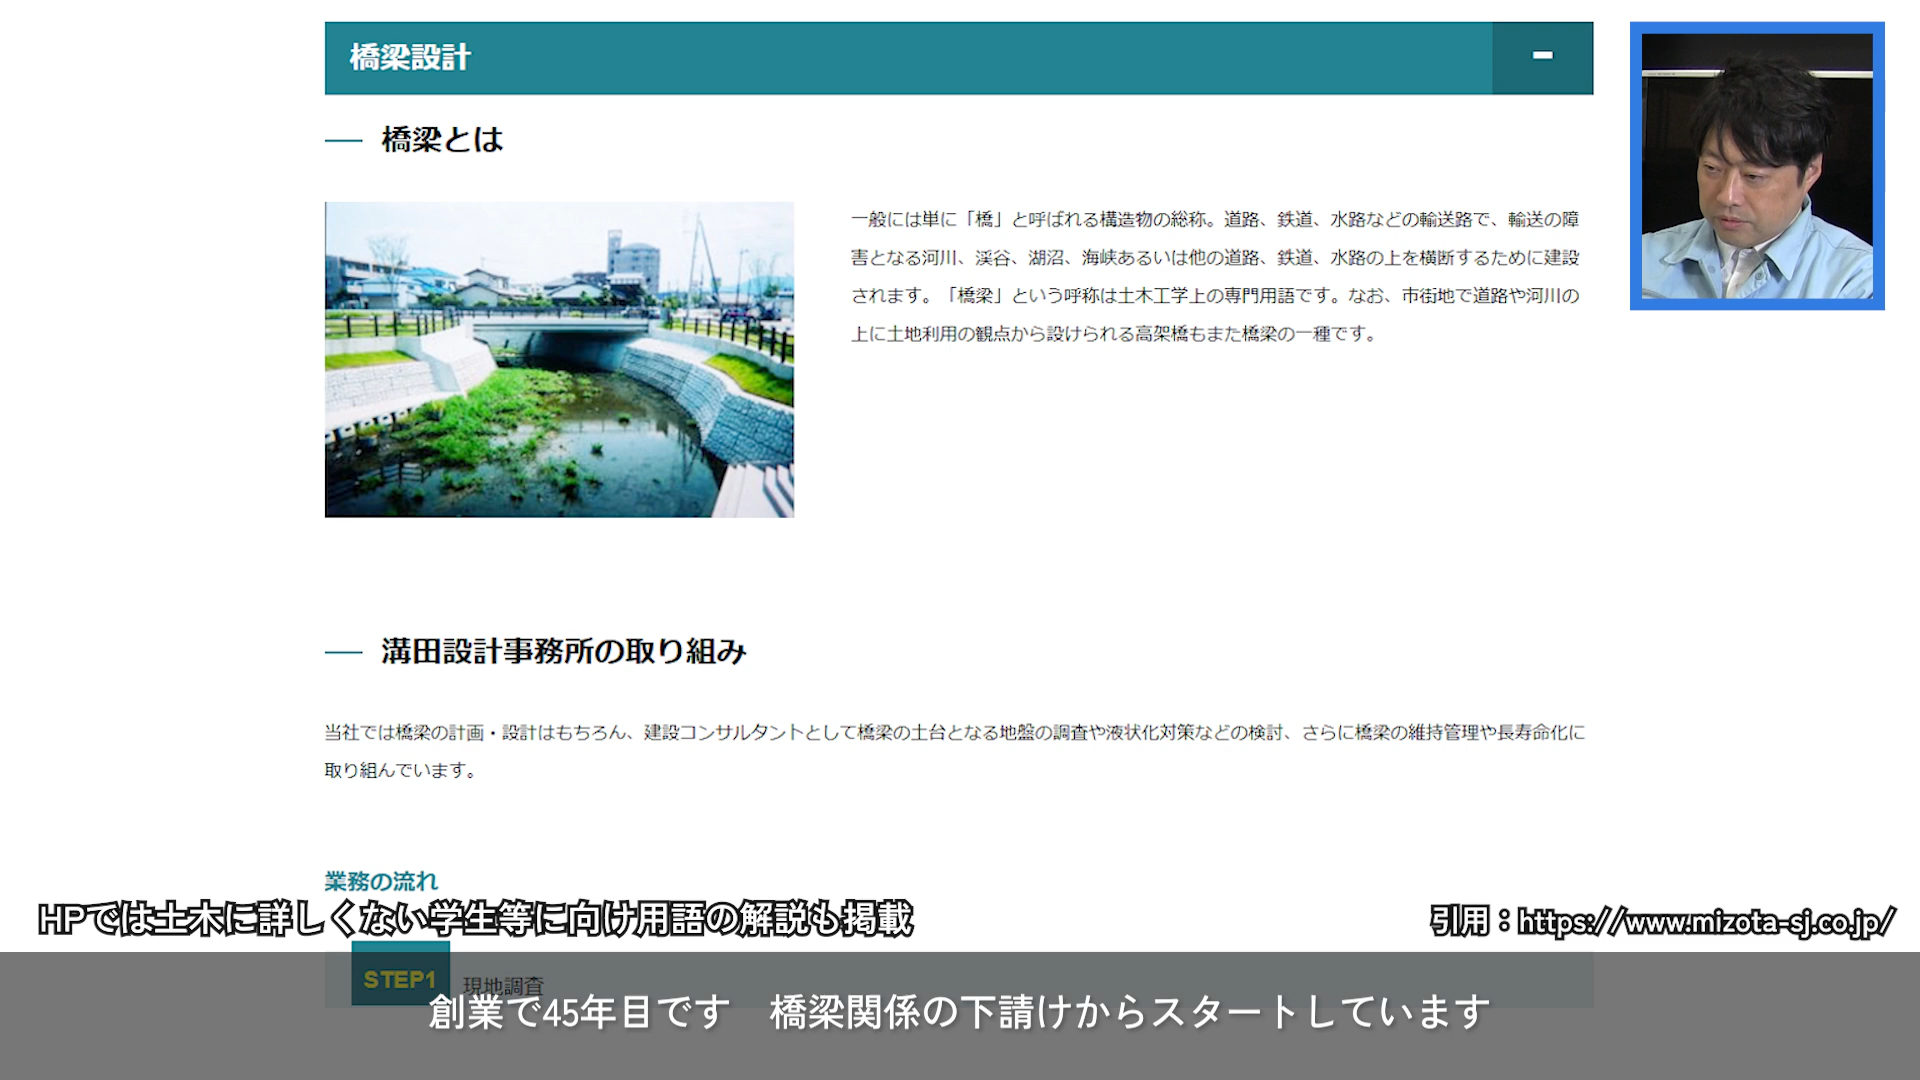 橋梁設計
橋梁とは
一般には単に「橋」と呼ばれる構造物の総称。道路、鉄道、水路などの輸送路で、輸送の障
害となる河川、渓谷、湖沼、海峡あるいは他の道路、鉄道、水路の上を横断するために建設
されます。「橋梁」という呼称は土木工学上の専門用語です。なお、市街地で道路や河川の
上に土地利用の観点から設けられる高架橋もまた橋梁の一種です。
溝田設計事務所の取り組み
当社では橋梁の計画・設計はもちろん、建設コンサルタントとして橋梁の土台となる地盤の調査や液状化対策などの検討、さらに橋梁の維持管理や長寿命化に
取り組んでいます。
業務の流れ
HPでは土木に詳しくない学生等に向け用語の解説も掲載
引用：https://www.mizota-sj.co.jp/
STEP1 現地調査
創業で45年目です　橋梁関係の下請けからスタートしています